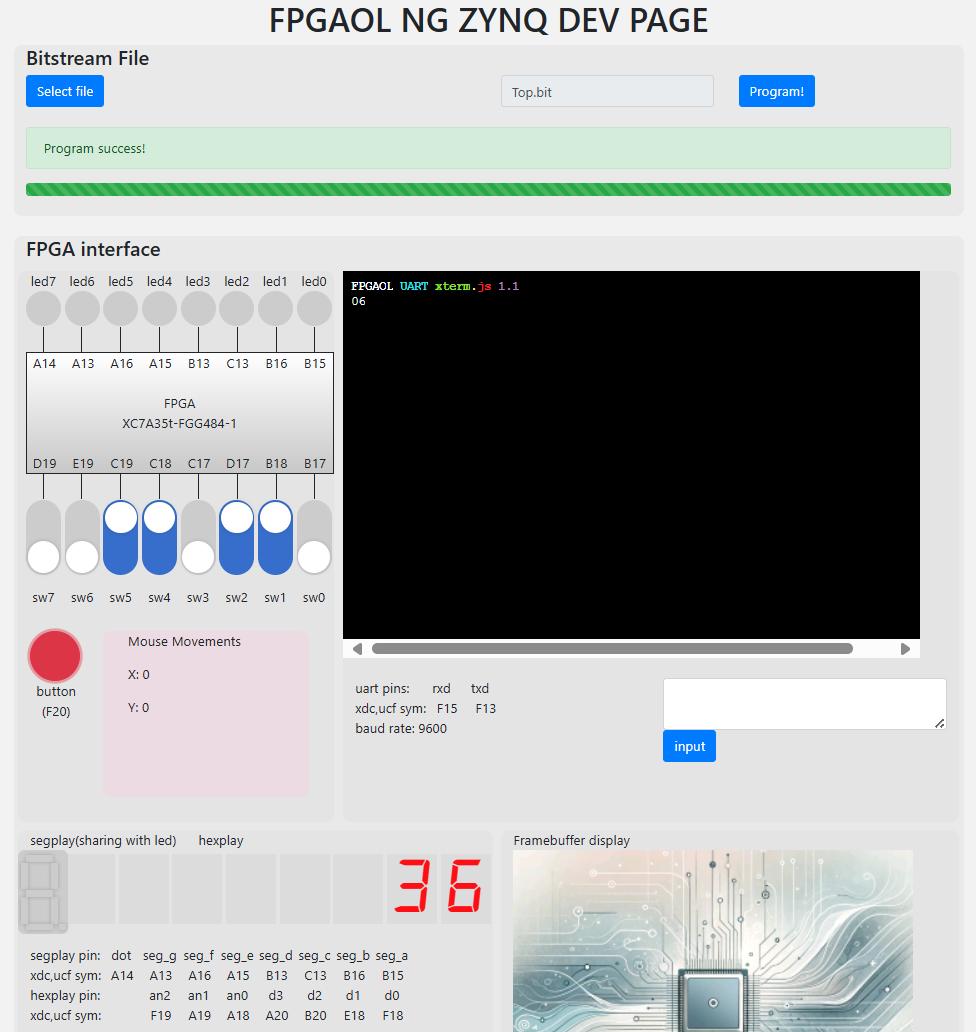 FPGAOL NG ZYNQ DEV PAGE
Bitstream File
Select file
Top.bit
Program!
Program success!
FPGA interface
led7 led6 led5 led4 led3 led2 led1 led0
A14 A13 A16 A15 B13 C13 B16 B15
FPGA
XC7A35t-FGG484-1
D19 E19 C19 C18 C17 D17 B18 B17
sw7 sw6 sw5 sw4 sw3 sw2 sw1 sw0
button
(F20)
Mouse Movements
X: 0
Y: 0
FPGAOL UART xterm.js 1.1
06
uart pins: rxd txd
xdc,ucf sym: F15 F13
baud rate: 9600
input
segplay(sharing with led) hexplay
36
segplay pin: dot seg_g seg_f seg_e seg_d seg_c seg_b seg_a
xdc,ucf sym: A14 A13 A16 A15 B13 C13 B16 B15
hexplay pin: an2 an1 an0 d3 d2 d1 d0
xdc,ucf sym: F19 A19 A18 A20 B20 E18 F18
Framebuffer display